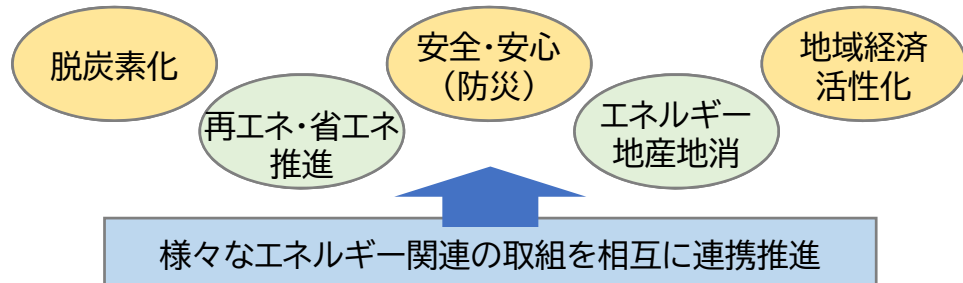 脱炭素化
安全・安心
（防災）
地域経済
活性化
再エネ・省エネ
推進
エネルギー
地産地消
様々なエネルギー関連の取組を相互に連携推進